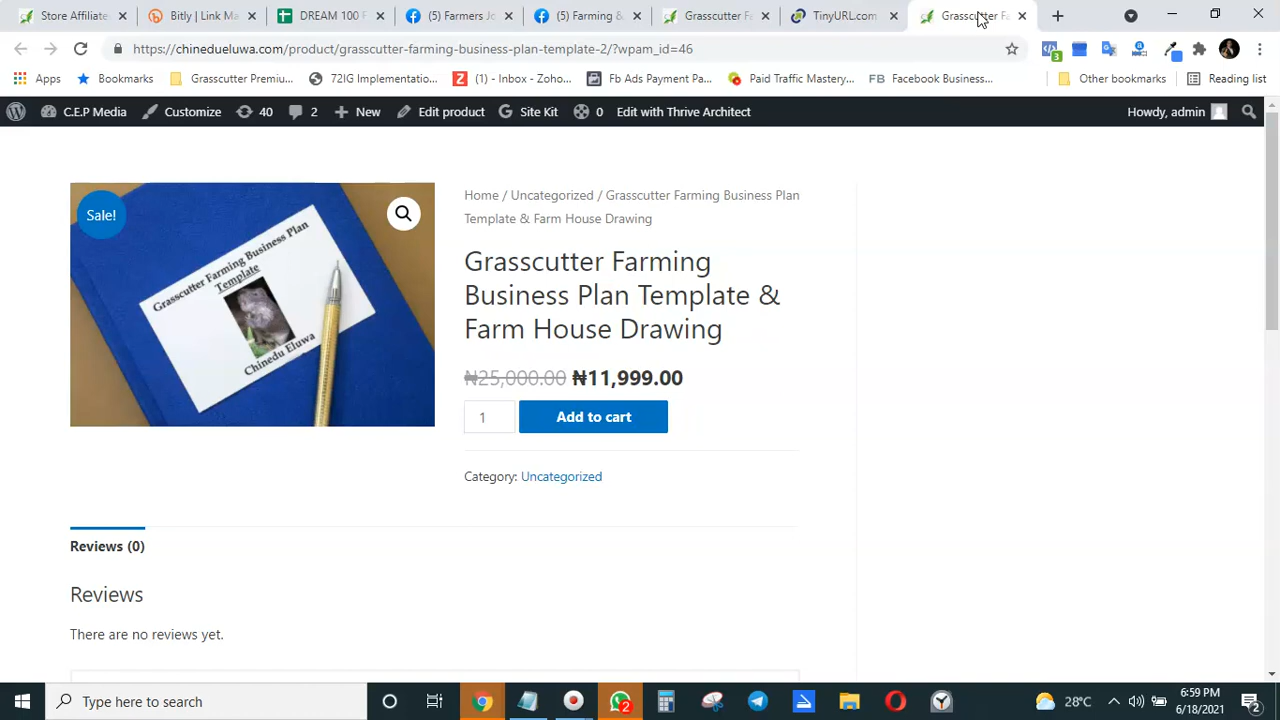 Store Affiliate
Bitly | Link Ma
DREAM 100 F
(5) Farmers Jo
(5) Farming &
Grasscutter F
TinyURL.com
Grasscutter Fa
https://chinedueluwa.com/product/grasscutter-farming-business-plan-template-2/?wpam_id=46
3
Apps
Bookmarks
Grasscutter Premiu...
72IG Implementatio...
(1) - Inbox - Zoho...
Fb Ads Payment Pa...
Paid Traffic Mastery...
FB Facebook Business...
Other bookmarks
Reading list
C.E.P Media
Customize
40
2
New
Edit product
Site Kit
0
Edit with Thrive Architect
Howdy, admin
Sale!
Grasscutter Farming Business Plan
Template
Chinedu Eluwa
Home / Uncategorized / Grasscutter Farming Business Plan
Template & Farm House Drawing
Grasscutter Farming
Business Plan Template &
Farm House Drawing
₦25,000.00 ₦11,999.00
1
Add to cart
Category: Uncategorized
Reviews (0)
Reviews
There are no reviews yet.
Type here to search
2
28°C
6:59 PM
6/18/2021
2